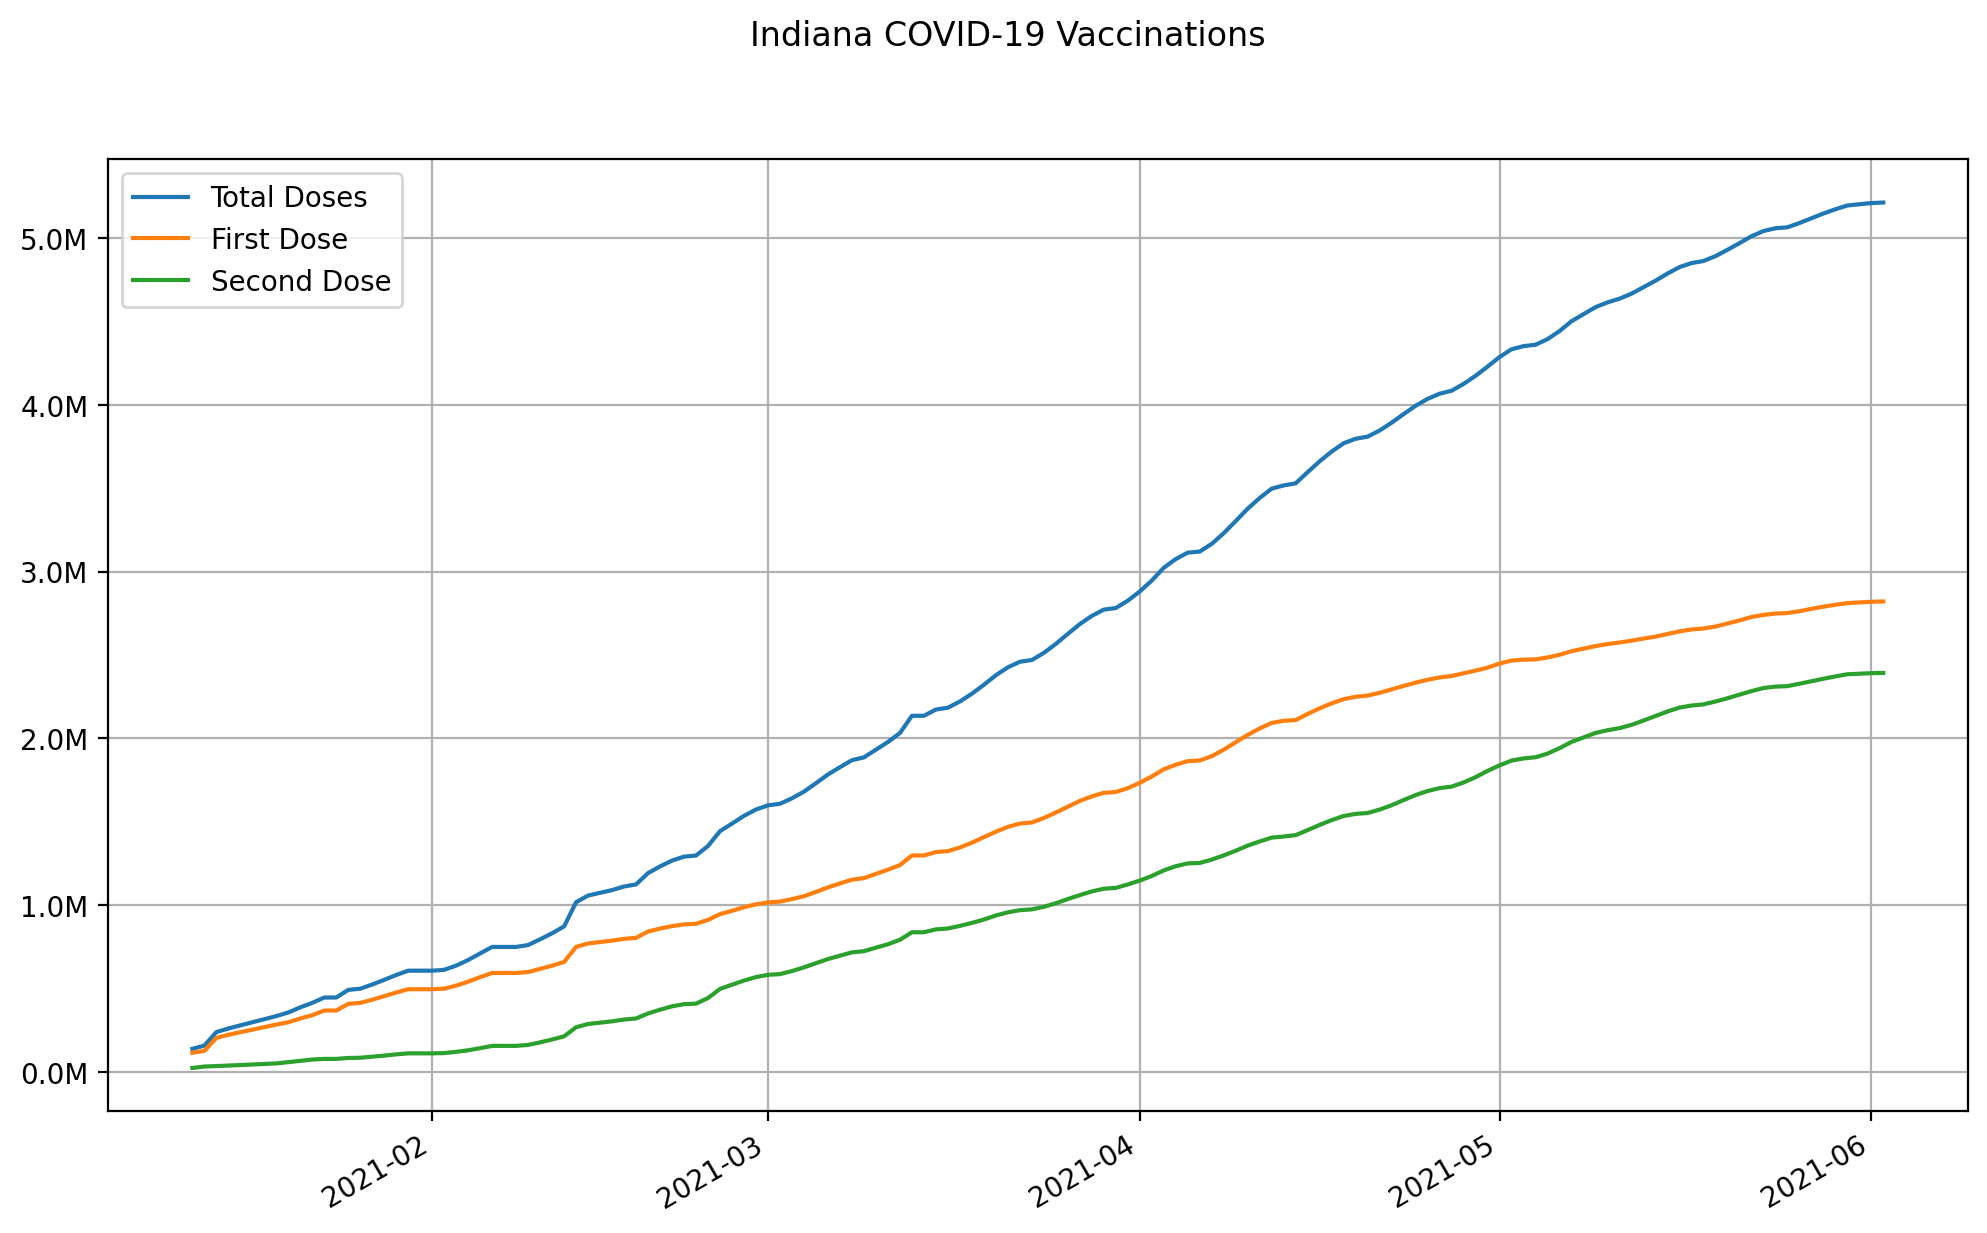 Indiana COVID-19 Vaccinations
Total Doses
First Dose
Second Dose
5.0M
4.0M
3.0M
2.0M
1.0M
0.0M
2021-02
2021-03
2021-04
2021-05
2021-06